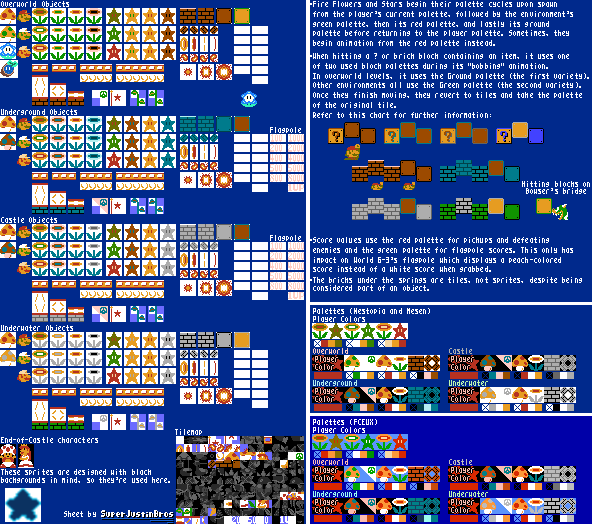 Overworld Objects
Underground Objects
Flagpole
Castle Objects
Flagpole
Underwater Objects
End-of-Castle characters
These sprites are designed with black
backgrounds in mind, so they're used here.
Tilemap
Sheet by SuperJustinBros
•Fire Flowers and Stars begin their palette cycles upon spawn
from the player's current palette, followed by the environment's
green palette, then its red palette, and lastly its ground
palette before returning to the player palette. Sometimes, they
begin animation from the red palette instead.
•When hitting a ? or brick block containing an item, it uses one
of two used block palettes during its "bobbing" animation.
In overworld levels, it uses the Ground palette (the first variety).
Other environments all use the Green palette (the second variety).
Once they finish moving, they revert to tiles and take the palette
of the original tile.
Refer to this chart for further information:
Hitting blocks on
Bowser's bridge
•Score values use the red palette for pickups and defeating
enemies and the green palette for flagpole scores. This only has
impact on World 6-3's flagpole which displays a peach-colored
score instead of a white score when grabbed.
•The bricks under the springs are tiles, not sprites, despite being
considered part of an object.
Palettes (Nestopia and Mesen)
Player Colors
Overworld
Player
Color
Castle
Player
Color
Underground
Player
Color
Underwater
Player
Color
Palettes (FCEUX)
Player Colors
Overworld
Player
Color
Castle
Player
Color
Underground
Player
Color
Underwater
Player
Color